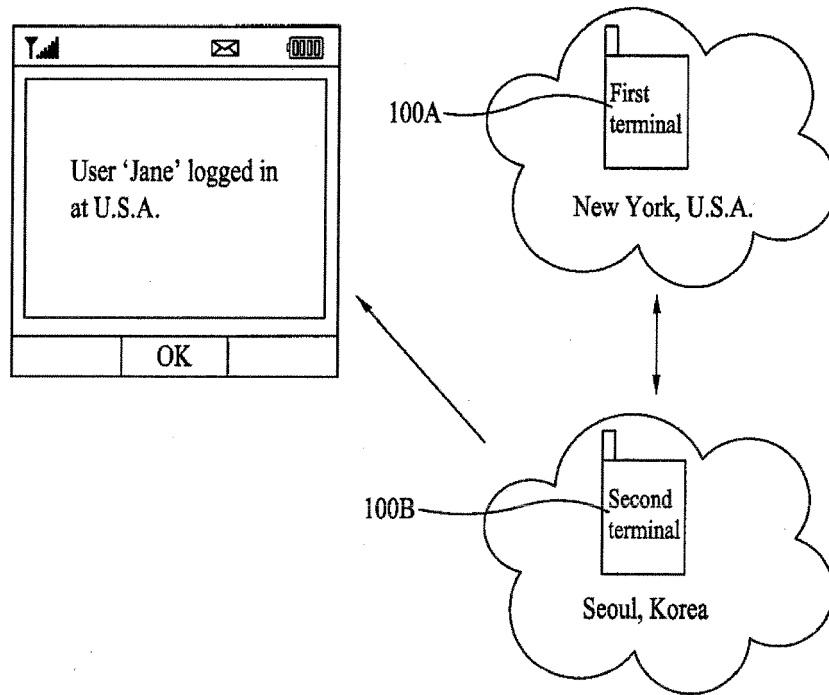 User ‘Jane’ logged in
at U.S.A.
OK
100A
First
terminal
New York, U.S.A.
100B
Second
terminal
Seoul, Korea